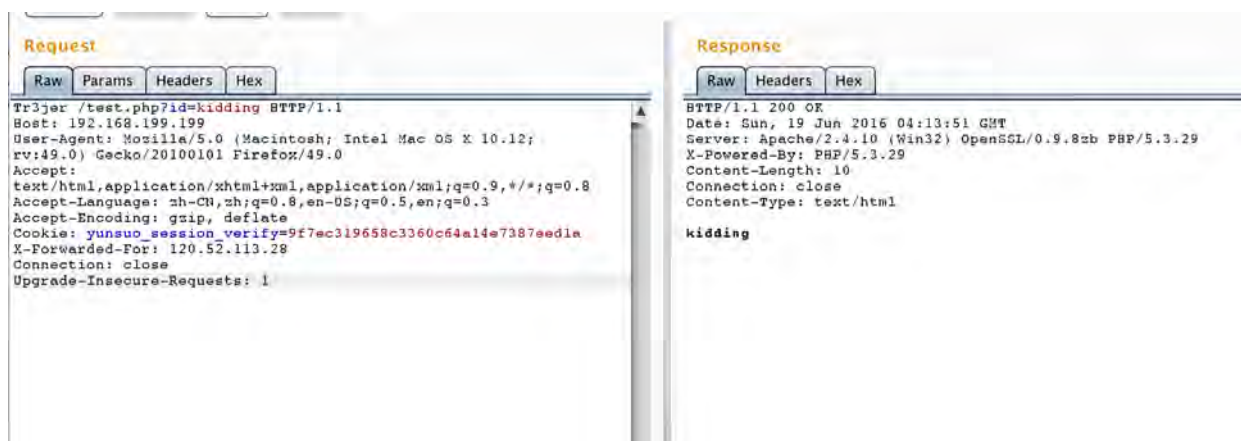 Request
Raw Params Headers Hex
Tr3jer /test.php?id=kidding HTTP/1.1
Host: 192.168.199.199
User-Agent: Mozilla/5.0 (Macintosh; Intel Mac OS X 10.12;
rv:49.0) Gecko/20100101 Firefox/49.0
Accept:
text/html,application/xhtml+xml,application/xml;q=0.9,*/*;q=0.8
Accept-Language: zh-CN,zh;q=0.8,en-US;q=0.5,en;q=0.3
Accept-Encoding: gzip, deflate
Cookie: yunsuo_session_verify=9f7ec319658c3360c64a14e7387eed1a
X-Forwarded-For: 120.52.113.28
Connection: close
Upgrade-Insecure-Requests: 1
Response
Raw Headers Hex
HTTP/1.1 200 OK
Date: Sun, 19 Jun 2016 04:13:51 GMT
Server: Apache/2.4.10 (Win32) OpenSSL/0.9.8zb PHP/5.3.29
X-Powered-By: PHP/5.3.29
Content-Length: 10
Connection: close
Content-Type: text/html
kidding